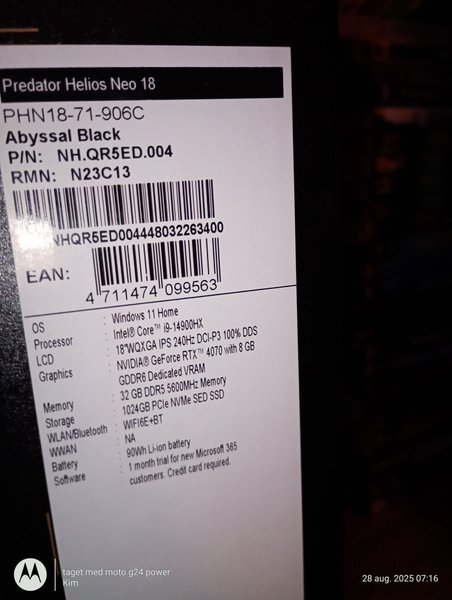 Predator Helios Neo 18
PHN18-71-906C
Abyssal Black
P/N: NH.QR5ED.004
RMN: N23C13
NHQR5ED004448032263400
EAN:
4 711474 099563
OS : Windows 11 Home
Processor : Intel® Core™ i9-14900HX
LCD : 18"WQXGA IPS 240Hz DCI-P3 100% DDS
Graphics : NVIDIA® GeForce RTX™ 4070 with 8 GB
GDDR6 Dedicated VRAM
Memory : 32 GB DDR5 5600MHz Memory
Storage : 1024GB PCIe NVMe SED SSD
WLAN/Bluetooth : WIFI6E+BT
WWAN : NA
Battery : 90Wh Li-ion battery
Software : 1 month trial for new Microsoft 365
customers. Credit card required.
taget med moto g24 power
Kim
28 aug. 2025 07:16